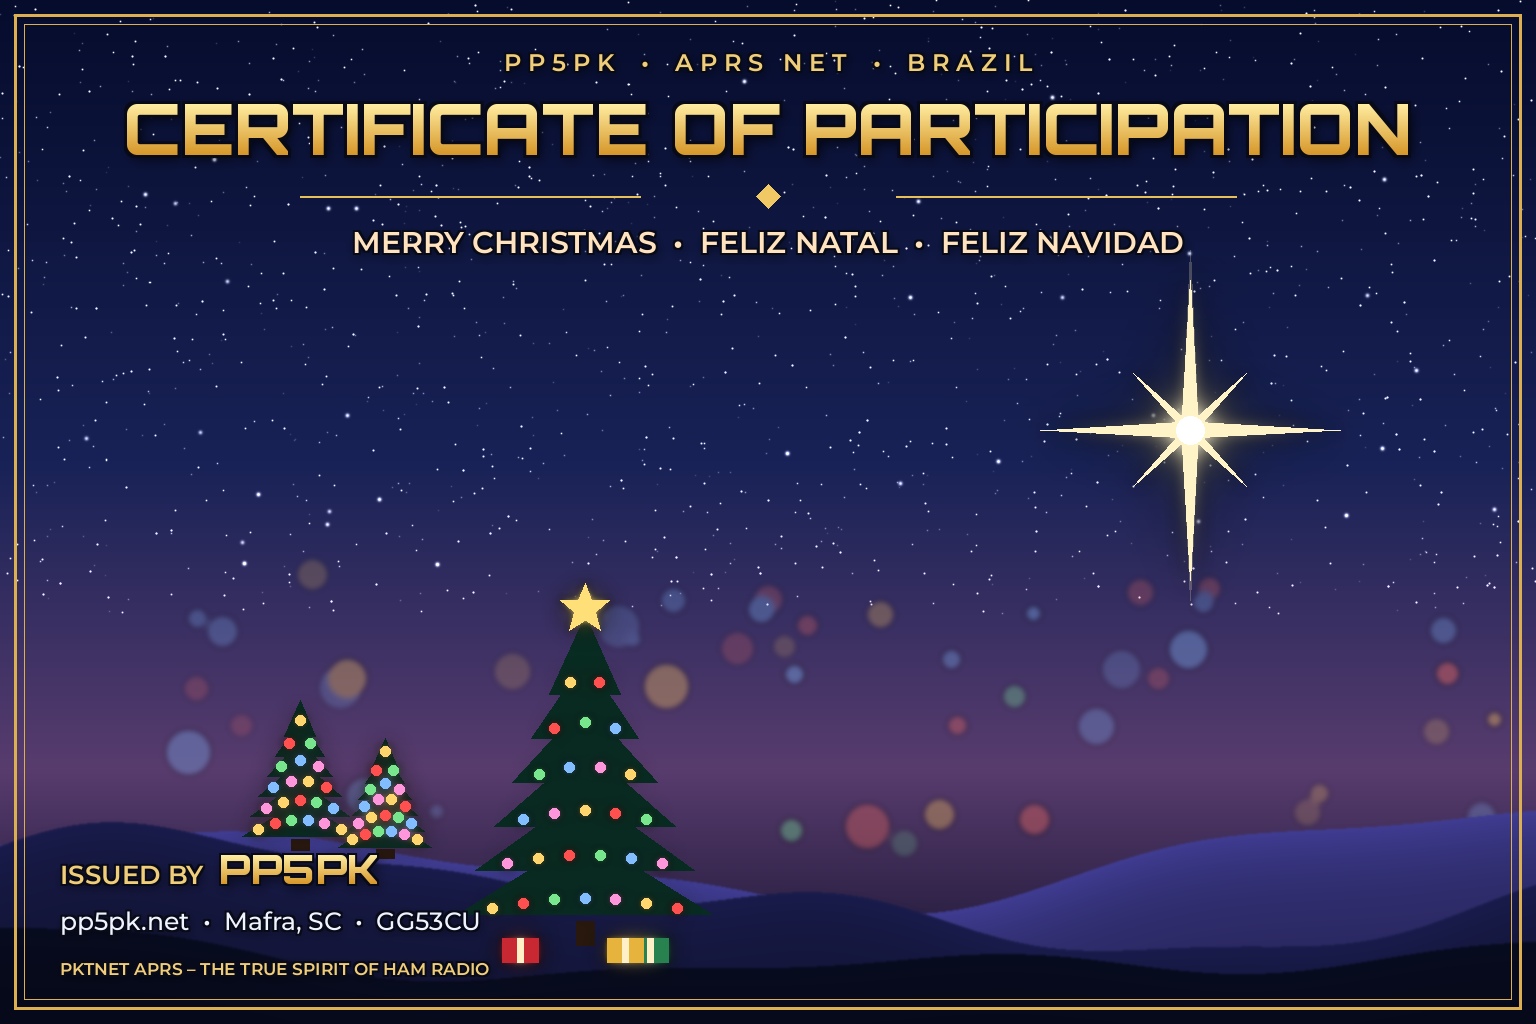 PP5PK • APRS NET • BRAZIL
CERTIFICATE OF PARTICIPATION
MERRY CHRISTMAS • FELIZ NATAL • FELIZ NAVIDAD
ISSUED BY PP5PK
pp5pk.net • Mafra, SC • GG53CU
PKTNET APRS – THE TRUE SPIRIT OF HAM RADIO